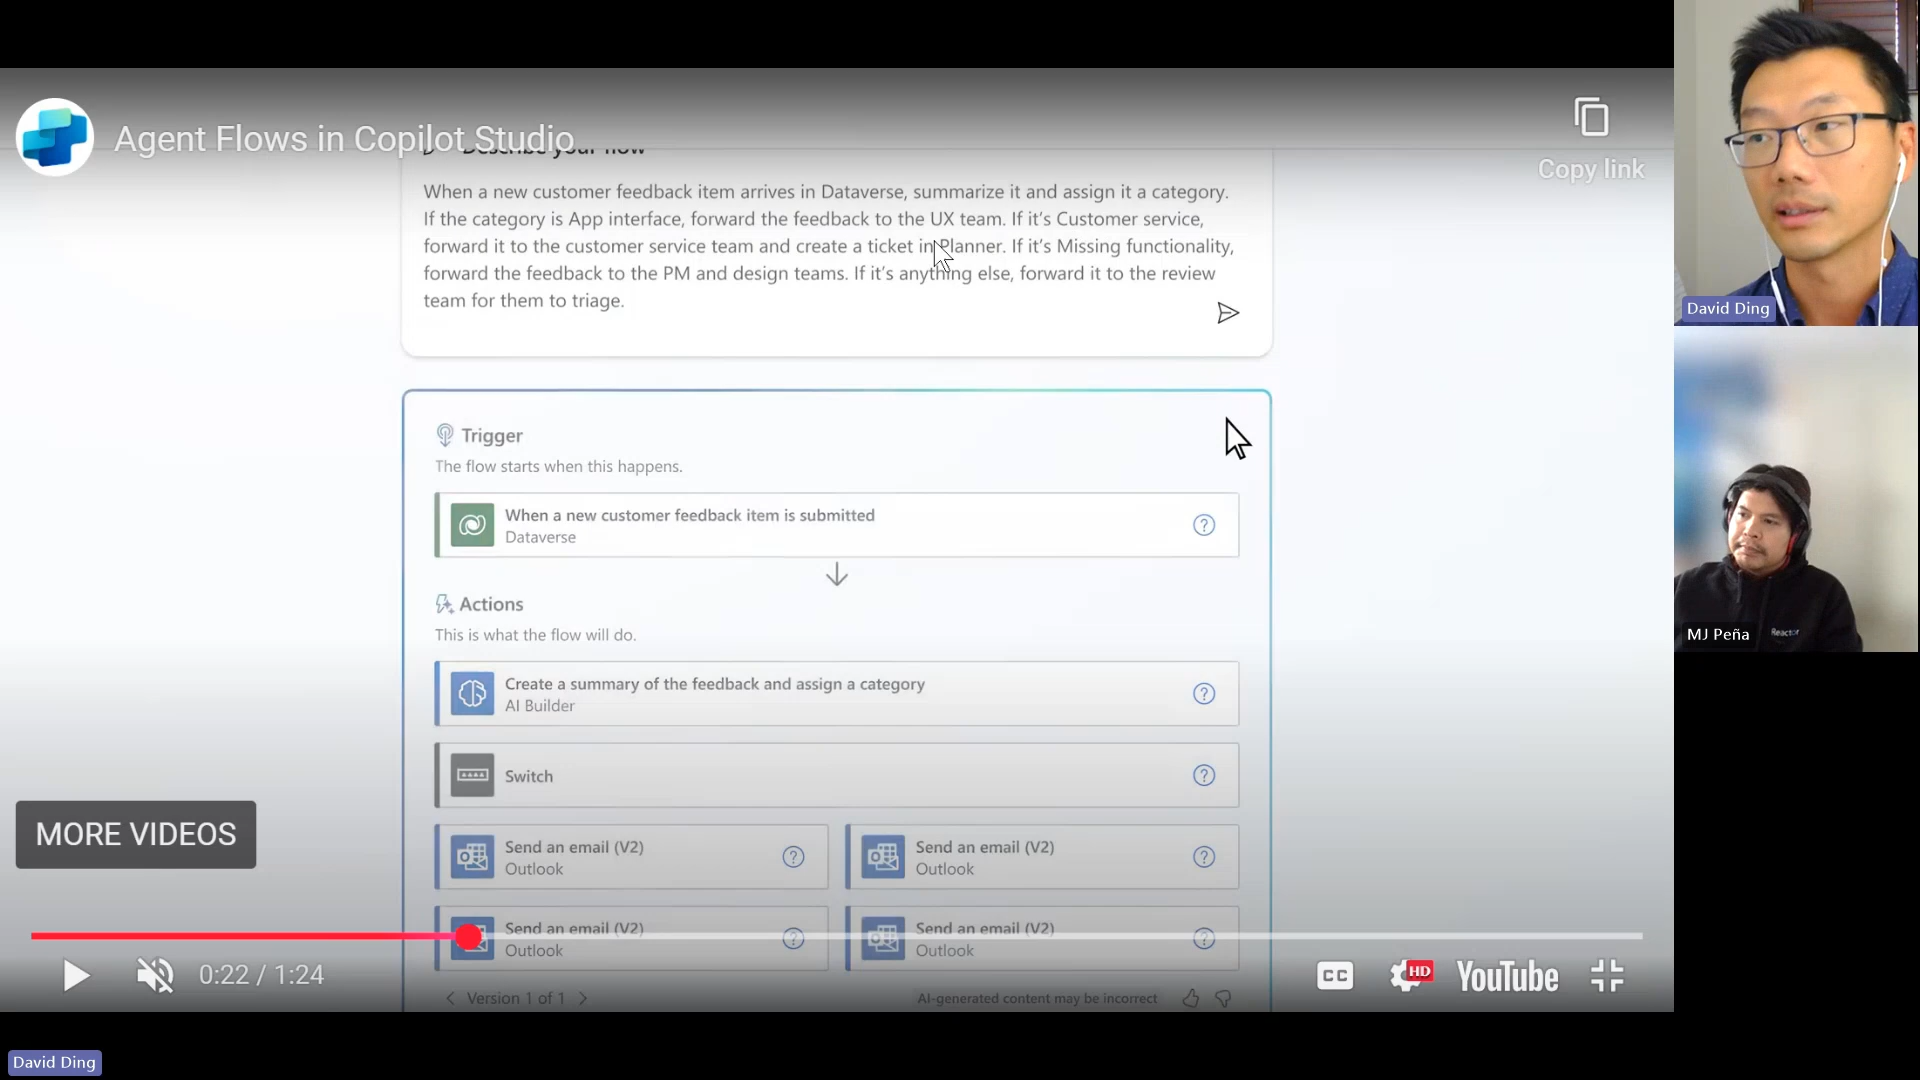 Agent Flows in Copilot Studio
Describe your flow
Copy link
When a new customer feedback item arrives in Dataverse, summarize it and assign it a category.
If the category is App interface, forward the feedback to the UX team. If it's Customer service,
forward it to the customer service team and create a ticket in Planner. If it's Missing functionality,
forward the feedback to the PM and design teams. If it's anything else, forward it to the review
team for them to triage.
David Ding
Trigger
The flow starts when this happens.
When a new customer feedback item is submitted
Dataverse
Actions
This is what the flow will do.
MJ Peña
Reactor
Create a summary of the feedback and assign a category
AI Builder
Switch
MORE VIDEOS
Send an email (V2)
Outlook
Send an email (V2)
Outlook
Send an email (V2)
Outlook
Send an email (V2)
Outlook
0:22 / 1:24
CC
HD
YouTube
Version 1 of 1
AI-generated content may be incorrect
David Ding